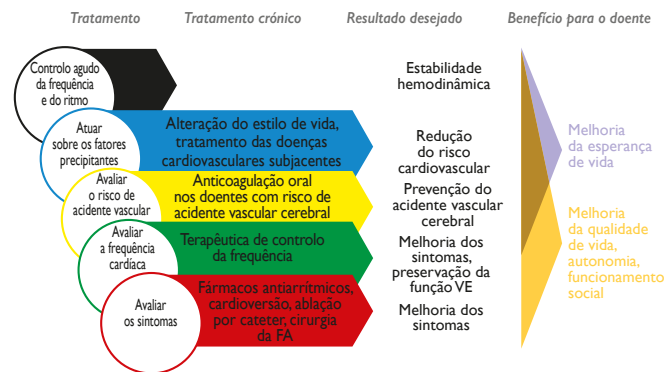 Tratamento
Tratamento crónico
Resultado desejado
Benefício para o doente
Controlo agudo
da frequência
e do ritmo
Estabilidade
hemodinâmica
Atuar
sobre os fatores
precipitantes
Alteração do estilo de vida,
tratamento das doenças
cardiovasculares subjacentes
Redução
do risco
cardiovascular
Avaliar
o risco de
acidente vascular
Anticoagulação oral
nos doentes com risco de
acidente vascular cerebral
Prevenção do
acidente vascular
cerebral
Avaliar
a frequência
cardíaca
Terapêutica de controlo
da frequência
Melhoria dos
sintomas,
preservação da
função VE
Avaliar
os sintomas
Fármacos antiarrítmicos,
cardioversão, ablação
por cateter, cirurgia
da FA
Melhoria dos
sintomas
Melhoria
da esperança
de vida
Melhoria
da qualidade
de vida,
autonomia,
funcionamento
social